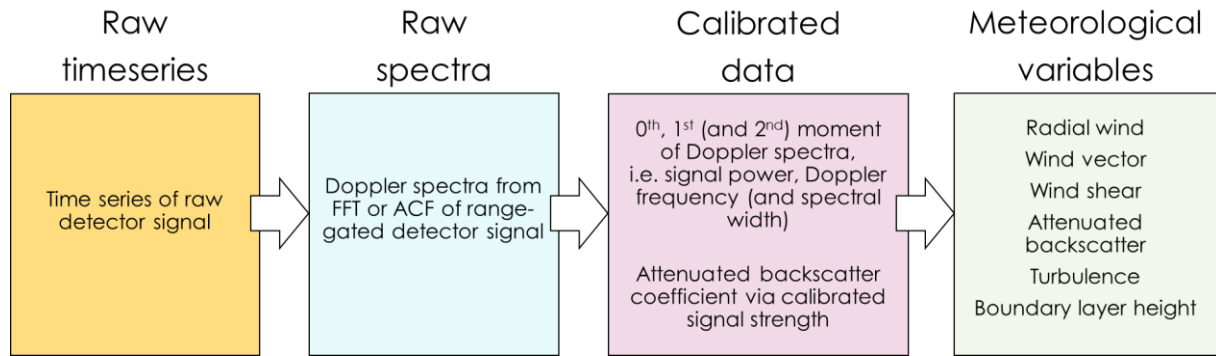 Raw
timeseries
Time series of raw
detector signal
Raw
spectra
Doppler spectra from
FFT or ACF of range-
gated detector signal
Calibrated
data
0th, 1st (and 2nd) moment
of Doppler spectra,
i.e. signal power, Doppler
frequency (and spectral
width)
Attenuated backscatter
coefficient via calibrated
signal strength
Meteorological
variables
Radial wind
Wind vector
Wind shear
Attenuated
backscatter
Turbulence
Boundary layer height